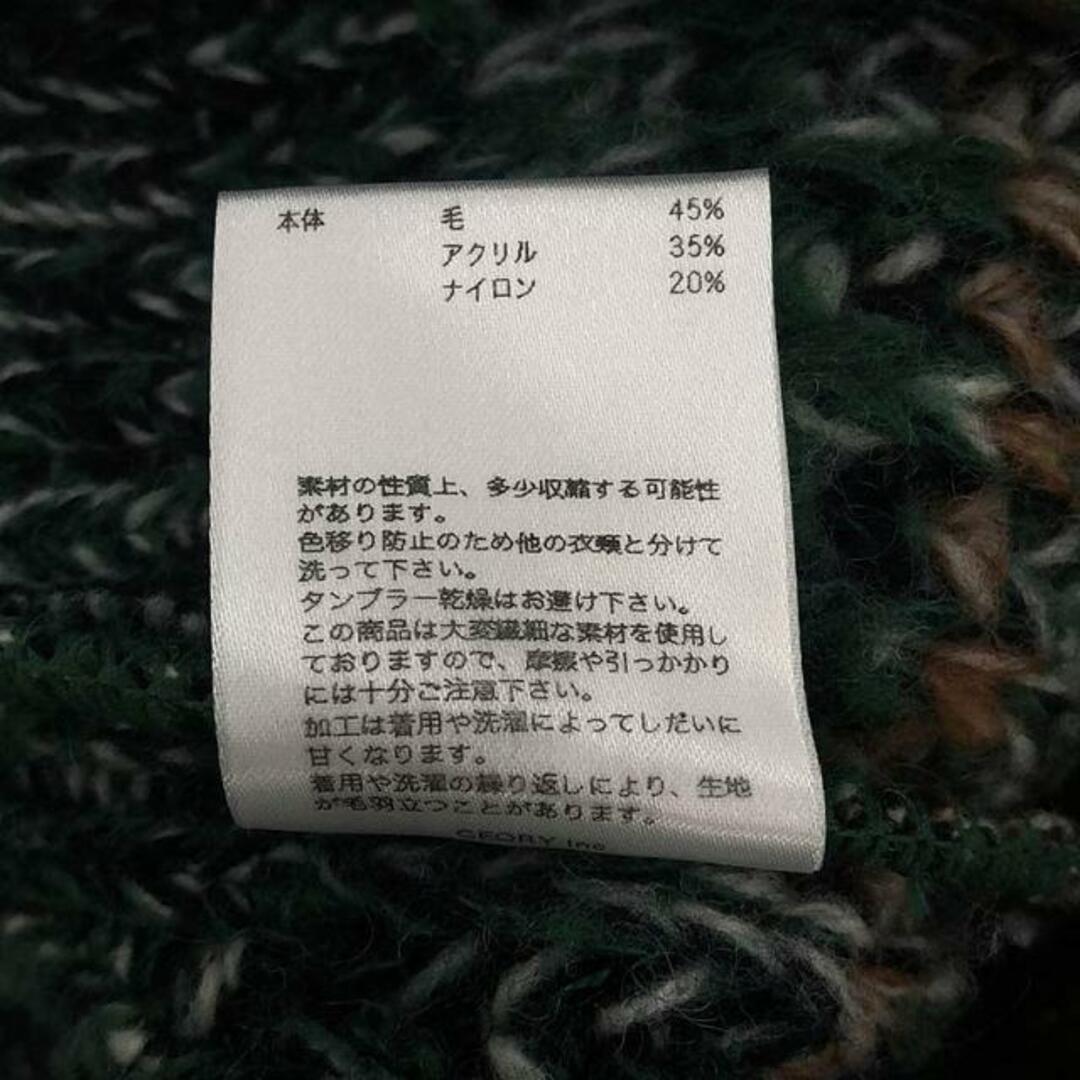 本体 毛 45%
アクリル 35%
ナイロン 20%
素材の性質上、多少収縮する可能性
があります。
色移り防止のため他の衣類と分けて
洗って下さい。
タンブラー乾燥はお避け下さい。
この商品は大変繊細な素材を使用し
ておりますので、摩擦や引っかかり
には十分ご注意下さい。
加工は着用や洗濯によってしだいに
甘くなります。
着用や洗濯の繰り返しにより、生地
が毛羽立つことがあります。
Inc